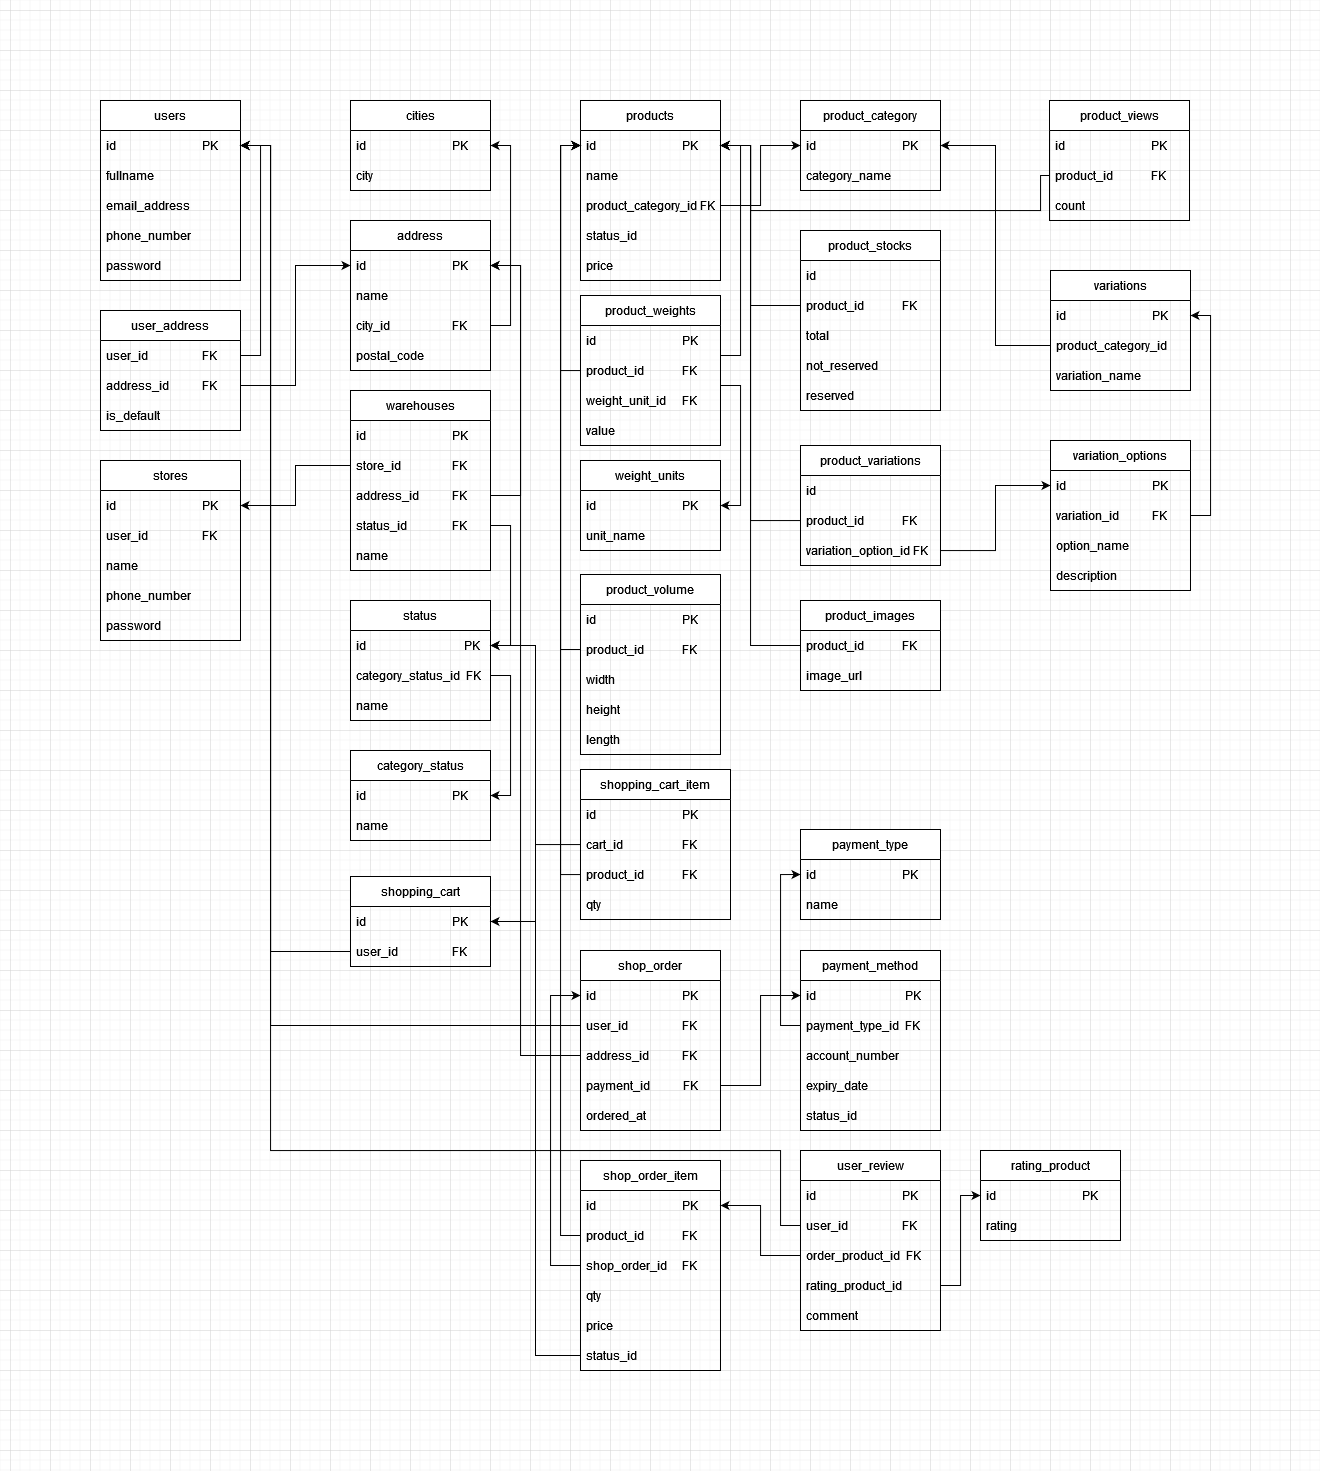 users
id PK
fullname
email_address
phone_number
password
user_address
user_id FK
address_id FK
is_default
stores
id PK
user_id FK
name
phone_number
password
cities
id PK
city
address
id PK
name
city_id FK
postal_code
warehouses
id PK
store_id FK
address_id FK
status_id FK
name
status
id PK
category_status_id FK
name
category_status
id PK
name
shopping_cart
id PK
user_id FK
products
id PK
name
product_category_id FK
status_id
price
product_weights
id PK
product_id FK
weight_unit_id FK
value
weight_units
id PK
unit_name
product_volume
id PK
product_id FK
width
height
length
shopping_cart_item
id PK
cart_id FK
product_id FK
qty
shop_order
id PK
user_id FK
address_id FK
payment_id FK
ordered_at
shop_order_item
id PK
product_id FK
shop_order_id FK
qty
price
status_id
product_category
id PK
category_name
product_stocks
id
product_id FK
total
not_reserved
reserved
product_variations
id
product_id FK
variation_option_id FK
product_images
product_id FK
image_url
payment_type
id PK
name
payment_method
id PK
payment_type_id FK
account_number
expiry_date
status_id
user_review
id PK
user_id FK
order_product_id FK
rating_product_id
comment
product_views
id PK
product_id FK
count
variations
id PK
product_category_id
variation_name
variation_options
id PK
variation_id FK
option_name
description
rating_product
id PK
rating